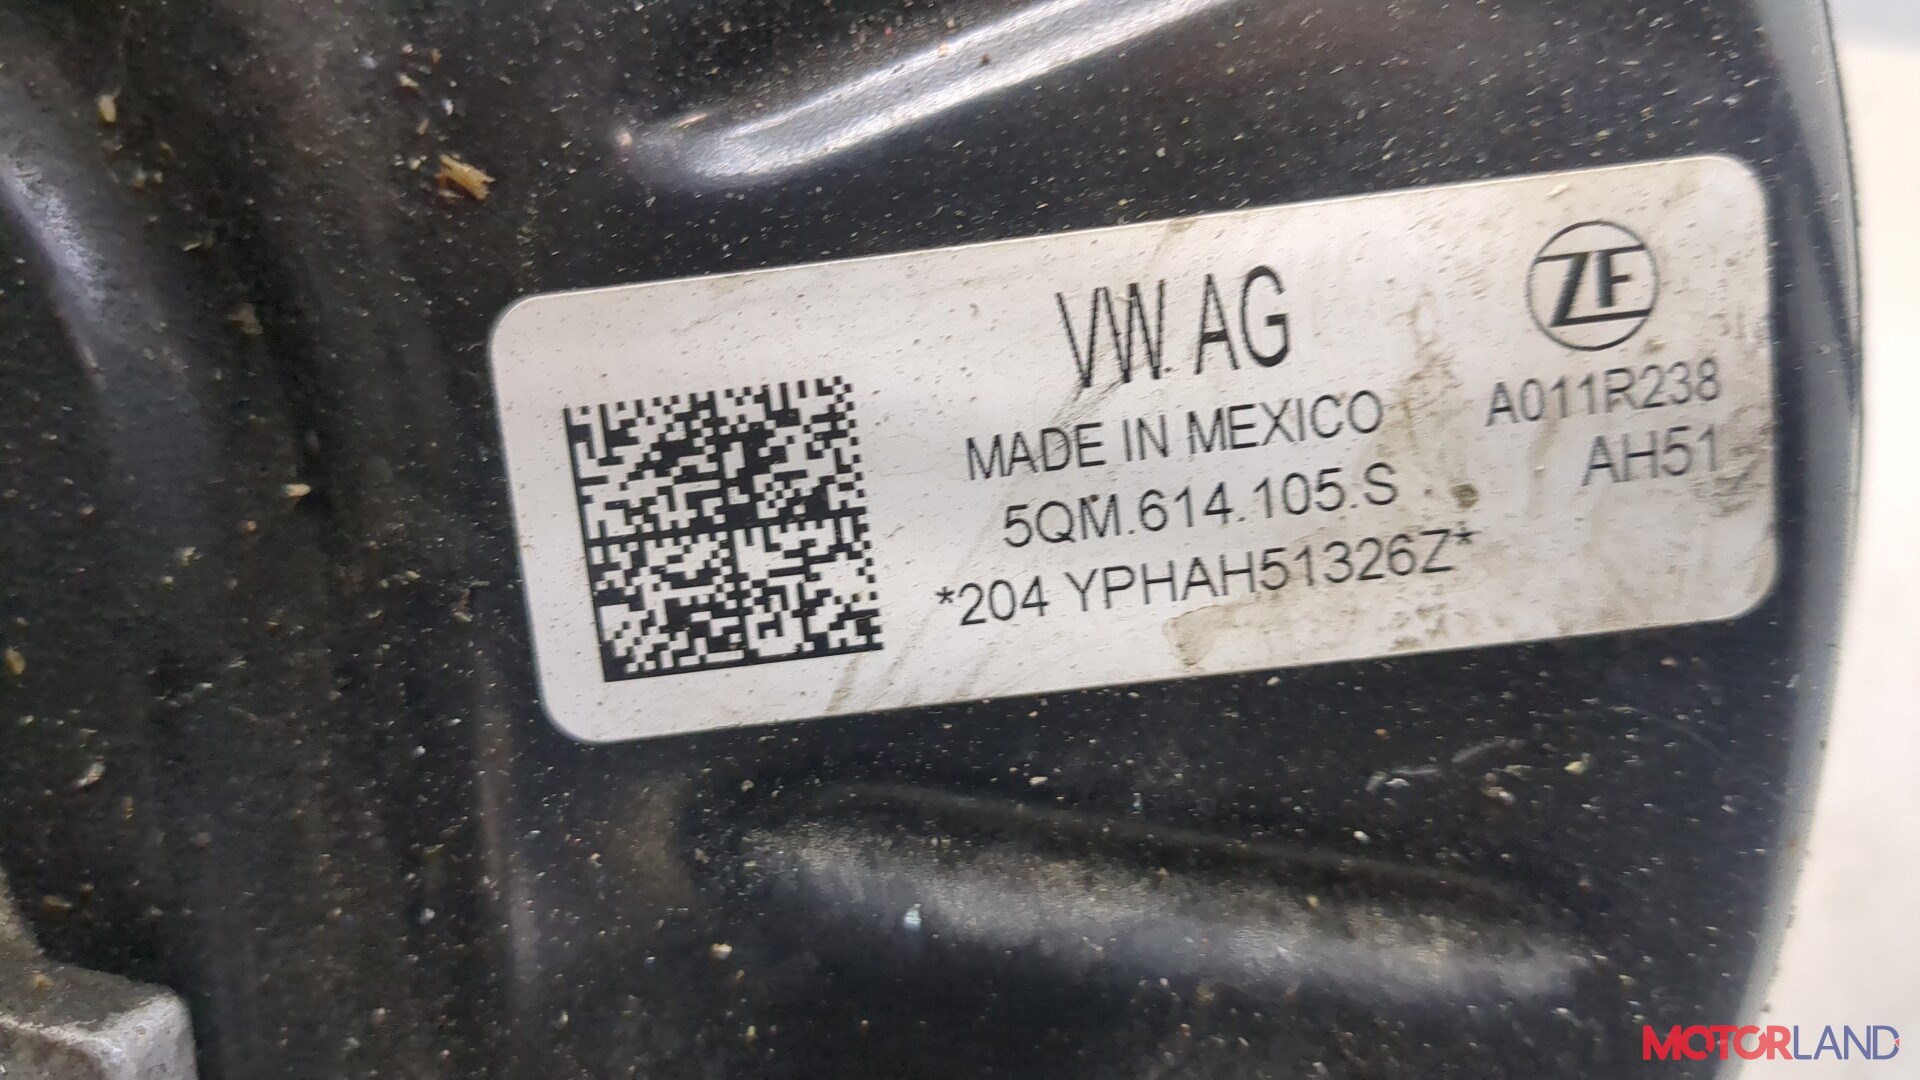 VW AG
ZF
MADE IN MEXICO
A011R238
5QM.614.105.S
AH51
*204 YPHAH51326Z*
MOTORLAND